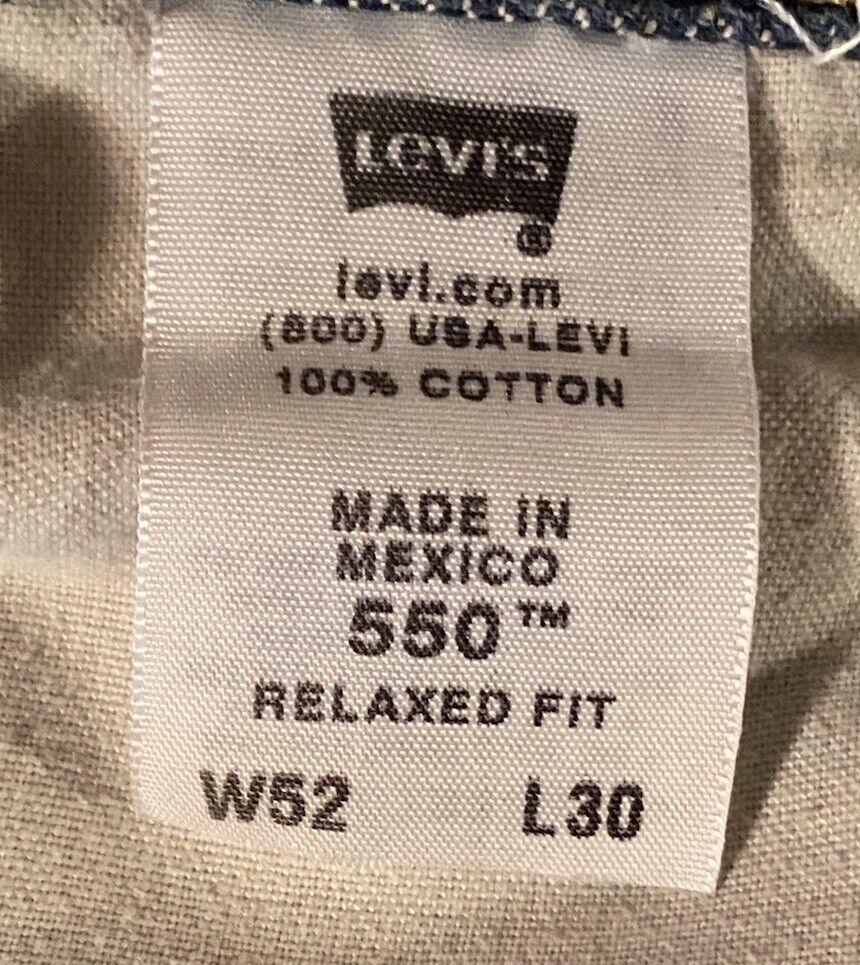 LEVI'S
®
levi.com
(800) USA-LEVI
100% COTTON
MADE IN
MEXICO
550™
RELAXED FIT
W52 L30